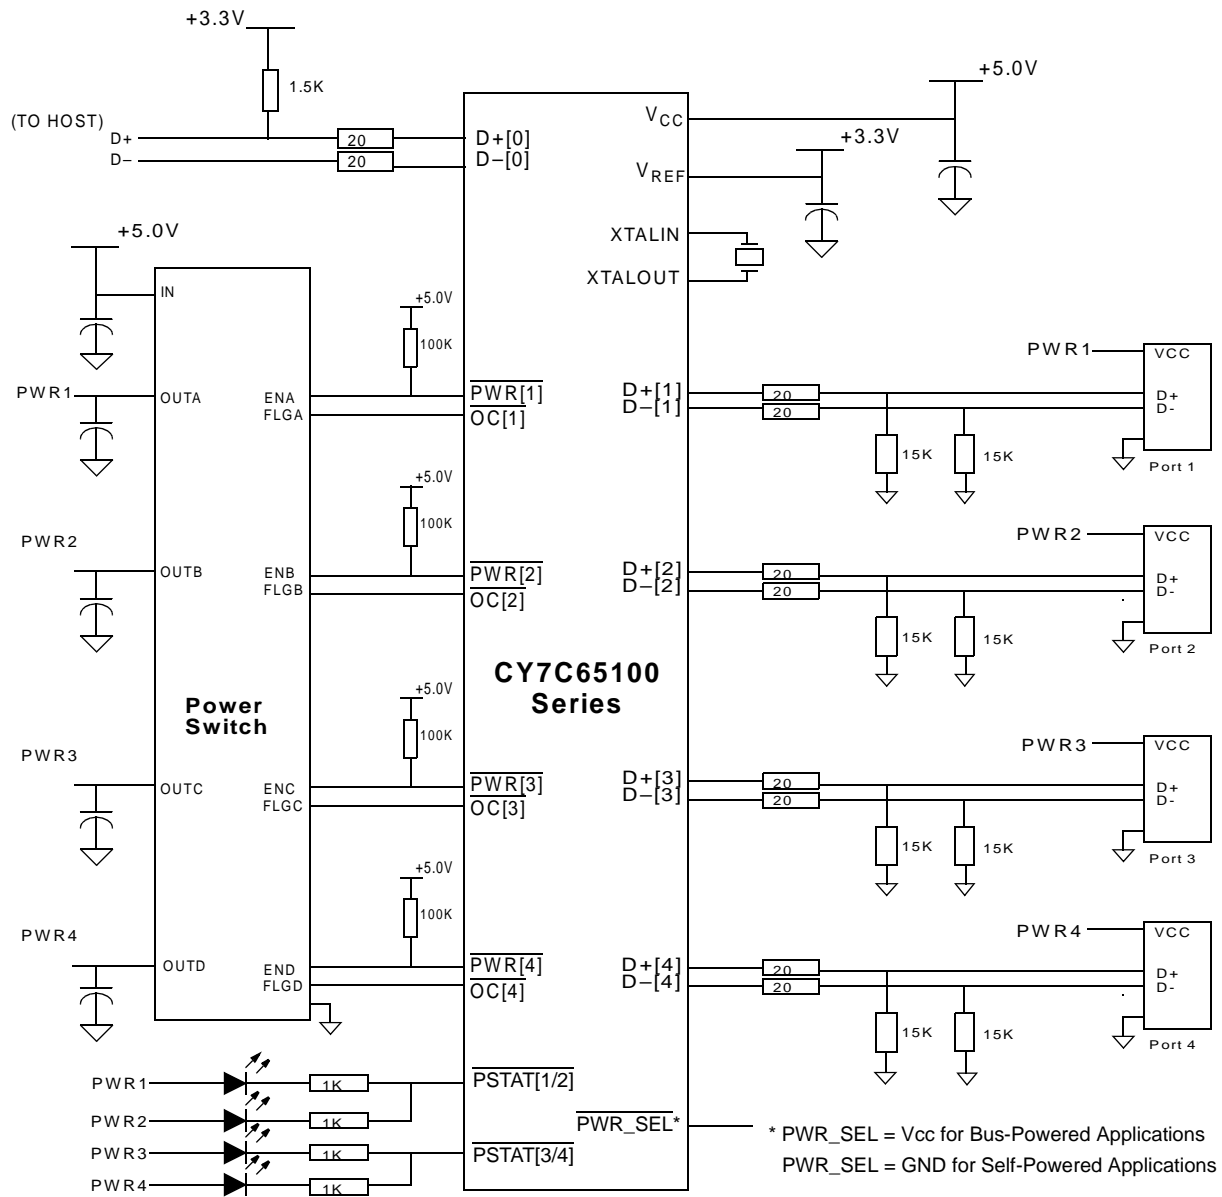 +3.3V
1.5K
(TO HOST)
D+
D–
20
20
D+[0]
D–[0]
VCC
+5.0V
+3.3V
VREF
XTALIN
XTALOUT
+5.0V
IN
PWR1
OUTA
ENA
FLGA
+5.0V
100K
PWR[1]
OC[1]
D+[1]
D–[1]
20
20
15K
15K
PWR1
VCC
D+
D-
Port 1
PWR2
OUTB
ENB
FLGB
+5.0V
100K
PWR[2]
OC[2]
D+[2]
D–[2]
20
20
15K
15K
PWR2
VCC
D+
D-
Port 2
CY7C65100
Series
Power
Switch
PWR3
OUTC
ENC
FLGC
+5.0V
100K
PWR[3]
OC[3]
D+[3]
D–[3]
20
20
15K
15K
PWR3
VCC
D+
D-
Port 3
PWR4
OUTD
END
FLGD
+5.0V
100K
PWR[4]
OC[4]
D+[4]
D–[4]
20
20
15K
15K
PWR4
VCC
D+
D-
Port 4
PWR1
1K
PSTAT[1/2]
PWR2
1K
PWR3
1K
PSTAT[3/4]
PWR4
1K
PWR_SEL*
* PWR_SEL = Vcc for Bus-Powered Applications
PWR_SEL = GND for Self-Powered Applications